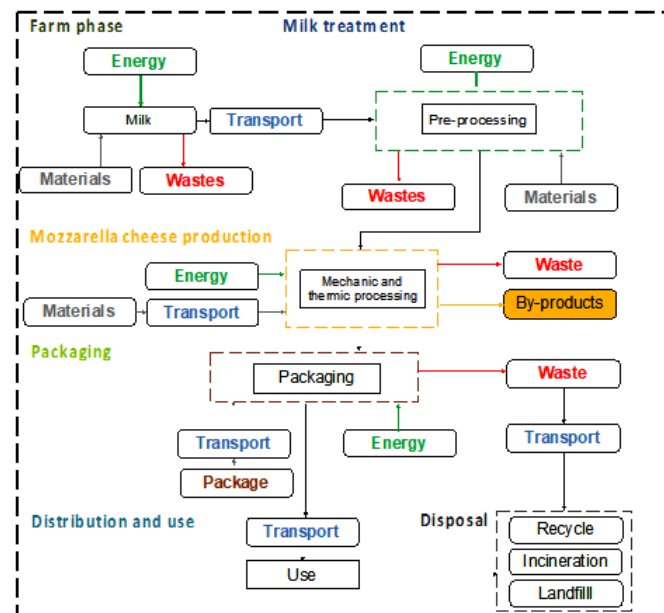 Farm phase
Milk treatment
Energy
Energy
Milk
Transport
Pre-processing
Materials
Wastes
Wastes
Materials
Mozzarella cheese production
Energy
Mechanic and
thermic processing
Waste
Materials
Transport
By-products
Packaging
Packaging
Waste
Transport
Energy
Transport
Package
Distribution and use
Transport
Disposal
Recycle
Use
Incineration
Landfilll